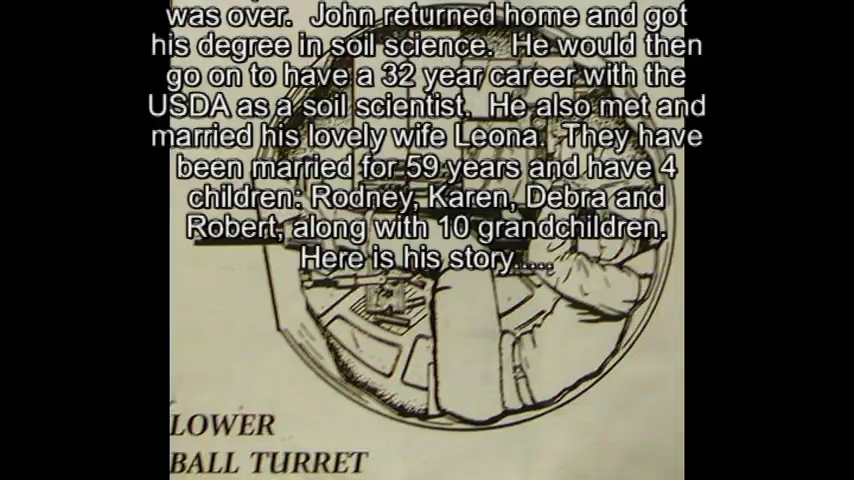 was over. John returned home and got
his degree in soil science. He would then
go on to have a 32 year career with the
USDA as a soil scientist. He also met and
married his lovely wife Leona. They have
been married for 59 years and have 4
children: Rodney, Karen, Debra and
Robert, along with 10 grandchildren.
Here is his story.....
LOWER
BALL TURRET